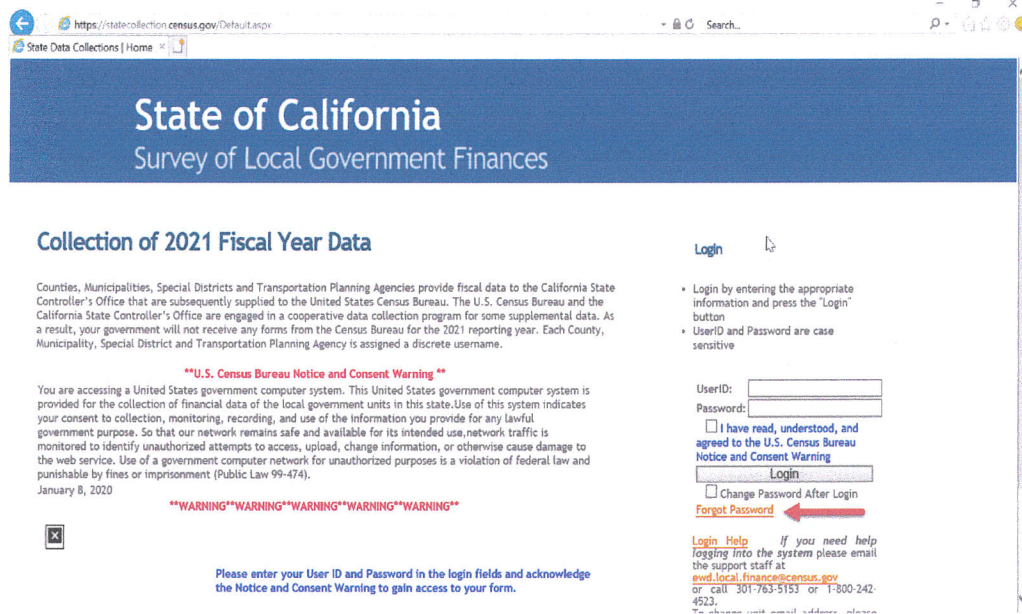 https://statecollection.census.gov/Default.aspx
Search...
State Data Collections | Home
State of California
Survey of Local Government Finances
Collection of 2021 Fiscal Year Data
Counties, Municipalities, Special Districts and Transportation Planning Agencies provide fiscal data to the California State
Controller's Office that are subsequently supplied to the United States Census Bureau. The U.S. Census Bureau and the
California State Controller's Office are engaged in a cooperative data collection program for some supplemental data. As
a result, your government will not receive any forms from the Census Bureau for the 2021 reporting year. Each County,
Municipality, Special District and Transportation Planning Agency is assigned a discrete username.
**U.S. Census Bureau Notice and Consent Warning **
You are accessing a United States government computer system. This United States government computer system is
provided for the collection of financial data of the local government units in this state.Use of this system indicates
your consent to collection, monitoring, recording, and use of the information you provide for any lawful
government purpose. So that our network remains safe and available for its intended use,network traffic is
monitored to identify unauthorized attempts to access, upload, change information, or otherwise cause damage to
the web service. Use of a government computer network for unauthorized purposes is a violation of federal law and
punishable by fines or imprisonment (Public Law 99-474).
January 8, 2020
**WARNING**WARNING**WARNING**WARNING**WARNING**
Please enter your User ID and Password in the login fields and acknowledge
the Notice and Consent Warning to gain access to your form.
Login
• Login by entering the appropriate
information and press the "Login"
button
• UserID and Password are case
sensitive
UserID:
Password:
I have read, understood, and
agreed to the U.S. Census Bureau
Notice and Consent Warning
Login
Change Password After Login
Forgot Password
Login Help If you need help
logging into the system please email
the support staff at
ewd.local.finance@census.gov
or call 301-763-5153 or 1-800-242-
4523.
To change unit email address, please